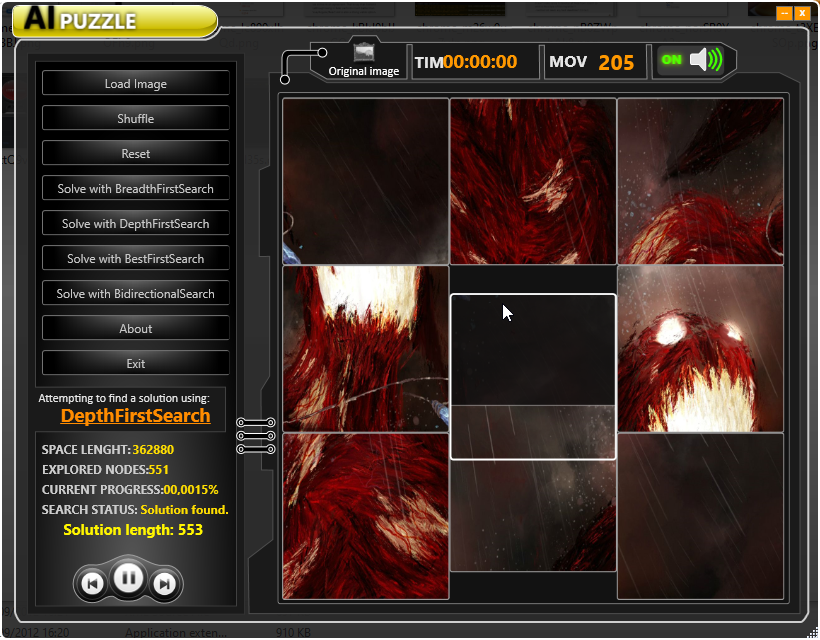 AI PUZZLE
Original image
TIM 00:00:00
MOV 205
ON
Load Image
Shuffle
Reset
Solve with BreadthFirstSearch
Solve with DepthFirstSearch
Solve with BestFirstSearch
Solve with BidirectionalSearch
About
Exit
Attempting to find a solution using:
DepthFirstSearch
SPACE LENGHT: 362880
EXPLORED NODES:551
CURRENT PROGRESS:00,0015%
SEARCH STATUS: Solution found.
Solution length: 553
/2012 16:20 Application exten... 910 KB